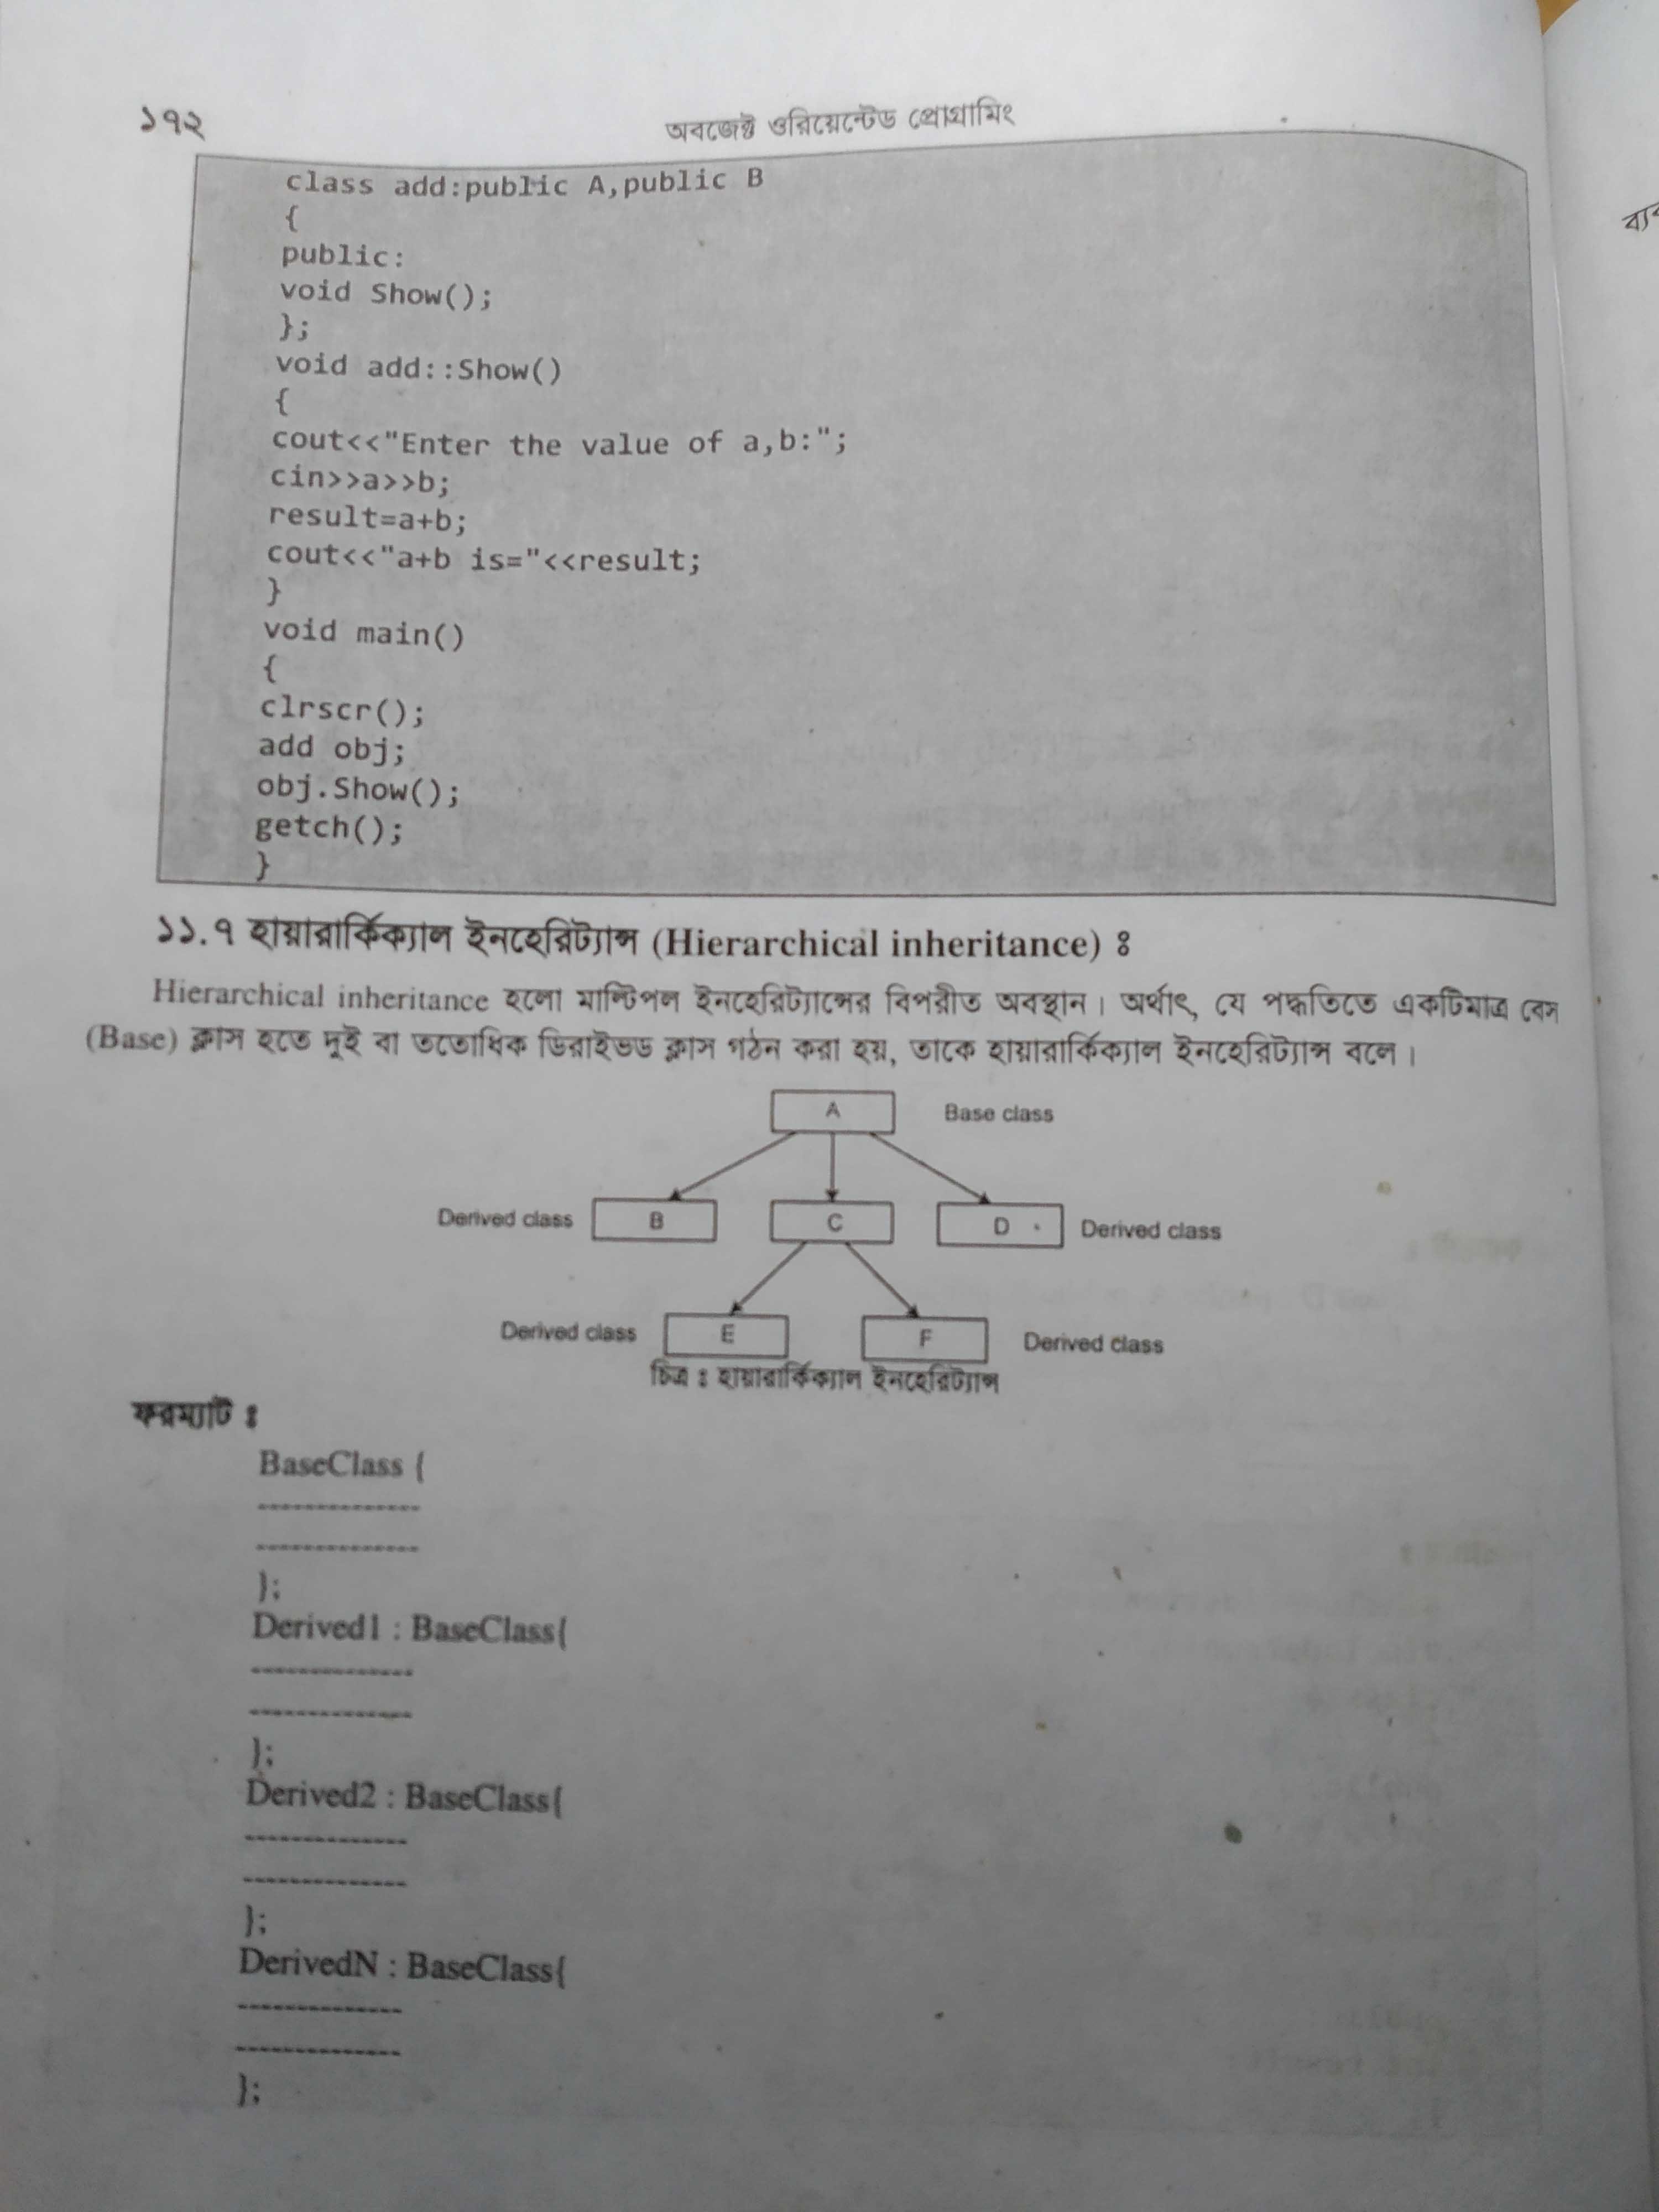 ১৭২
অবজেক্ট ওরিয়েন্টেড প্রোগ্রামিং
class add:public A,public B
{
public:
void Show();
};
void add::Show()
{
cout<<"Enter the value of a,b:";
cin>>a>>b;
result=a+b;
cout<<"a+b is="<<result;
}
void main()
{
clrscr();
add obj;
obj.Show();
getch();
}
১১.৭ হায়ারার্কিক্যাল ইনহেরিট্যান্স (Hierarchical inheritance) ঃ
Hierarchical inheritance হলো মাল্টিপল ইনহেরিট্যান্সের বিপরীত অবস্থান। অর্থাৎ, যে পদ্ধতিতে একটিমাত্র বেস
(Base) ক্লাস হতে দুই বা ততোধিক ডিরাইভড ক্লাস গঠন করা হয়, তাকে হায়ারার্কিক্যাল ইনহেরিট্যান্স বলে।
A Base class
Derived class B C D Derived class
Derived class E F Derived class
চিত্র ঃ হায়ারার্কিক্যাল ইনহেরিট্যান্স
ফরম্যাট ঃ
BaseClass {
--------------
--------------
};
Derived1 : BaseClass{
--------------
--------------
};
Derived2 : BaseClass{
--------------
--------------
};
DerivedN : BaseClass{
--------------
--------------
};